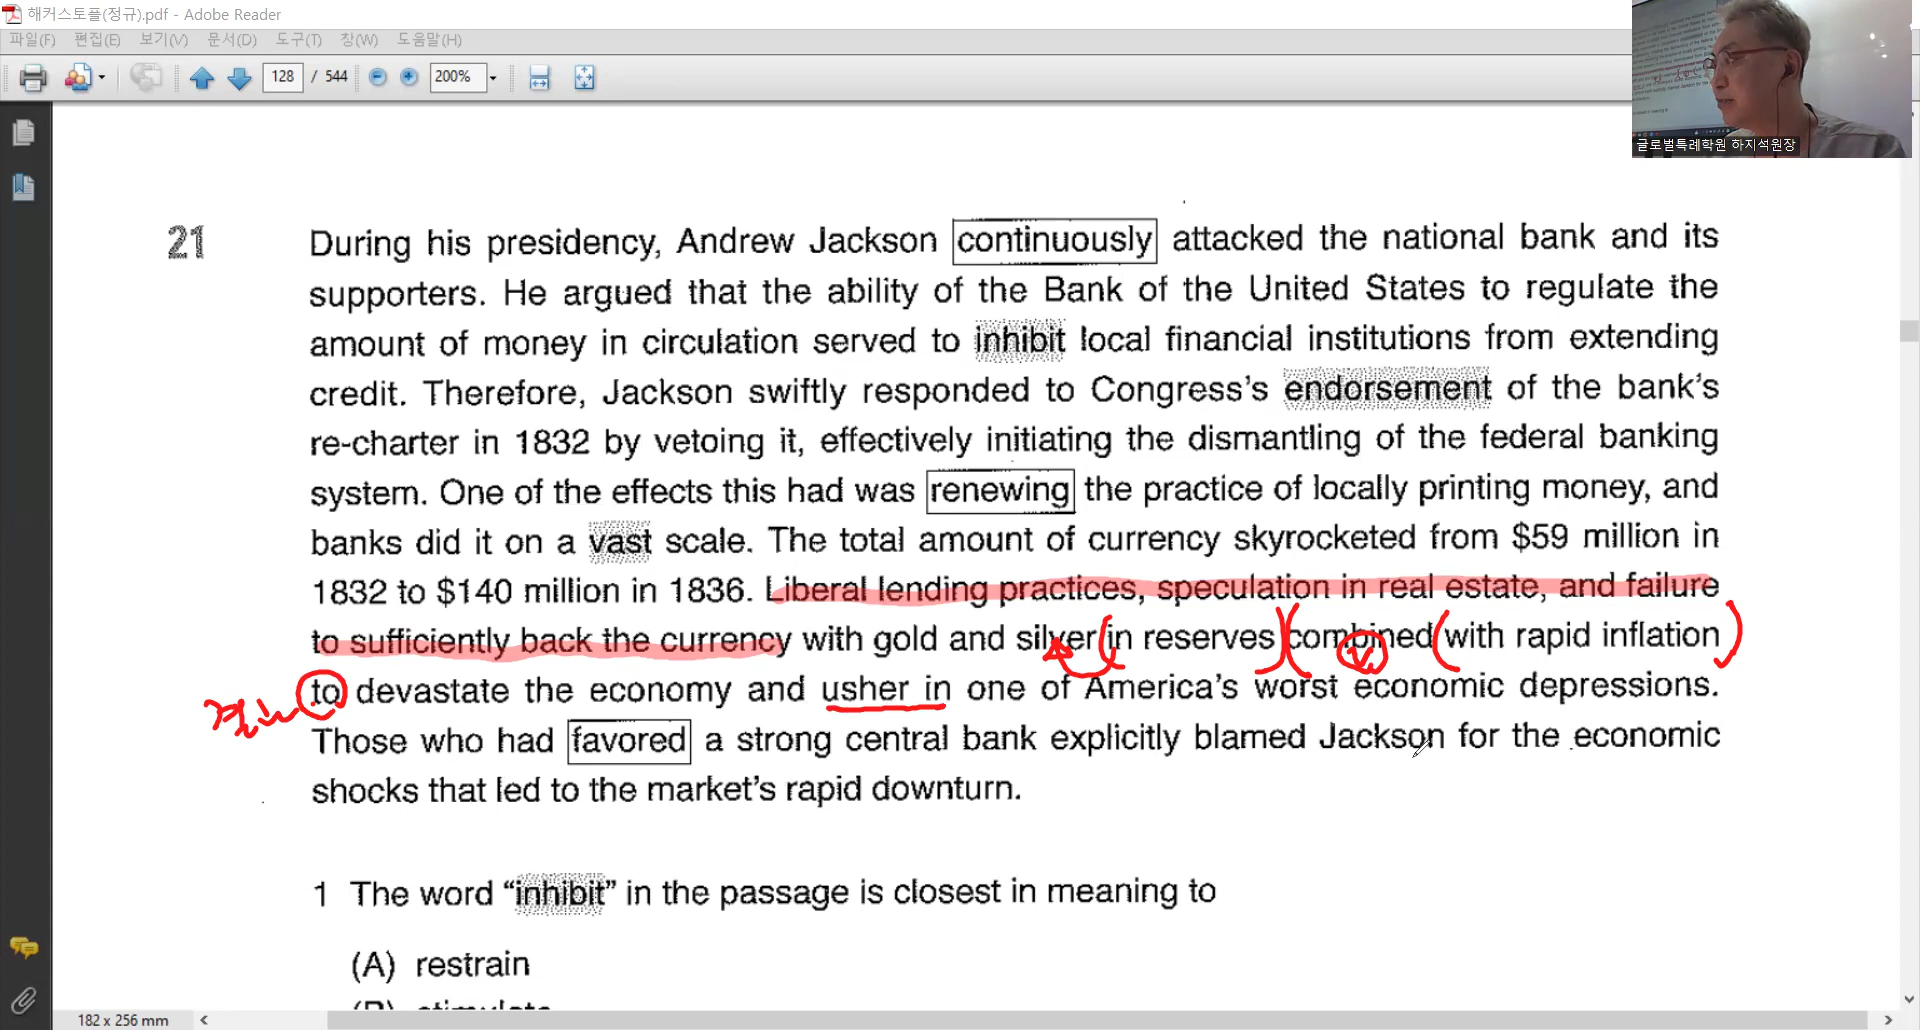 해커스토플(정규).pdf - Adobe Reader
파일(F) 편집(E) 보기(V) 문서(D) 도구(T) 창(W) 도움말(H)
128 / 544 200%
글로벌특례학원 하지석원장
21
During his presidency, Andrew Jackson continuously attacked the national bank and its
supporters. He argued that the ability of the Bank of the United States to regulate the
amount of money in circulation served to inhibit local financial institutions from extending
credit. Therefore, Jackson swiftly responded to Congress's endorsement of the bank's
re-charter in 1832 by vetoing it, effectively initiating the dismantling of the federal banking
system. One of the effects this had was renewing the practice of locally printing money, and
banks did it on a vast scale. The total amount of currency skyrocketed from $59 million in
1832 to $140 million in 1836. Liberal lending practices, speculation in real estate, and failure
to sufficiently back the currency with gold and silver in reserves combined with rapid inflation
to devastate the economy and usher in one of America's worst economic depressions.
Those who had favored a strong central bank explicitly blamed Jackson for the economic
shocks that led to the market's rapid downturn.
1 The word “inhibit” in the passage is closest in meaning to
(A) restrain
(B) stimulate
182 x 256 mm